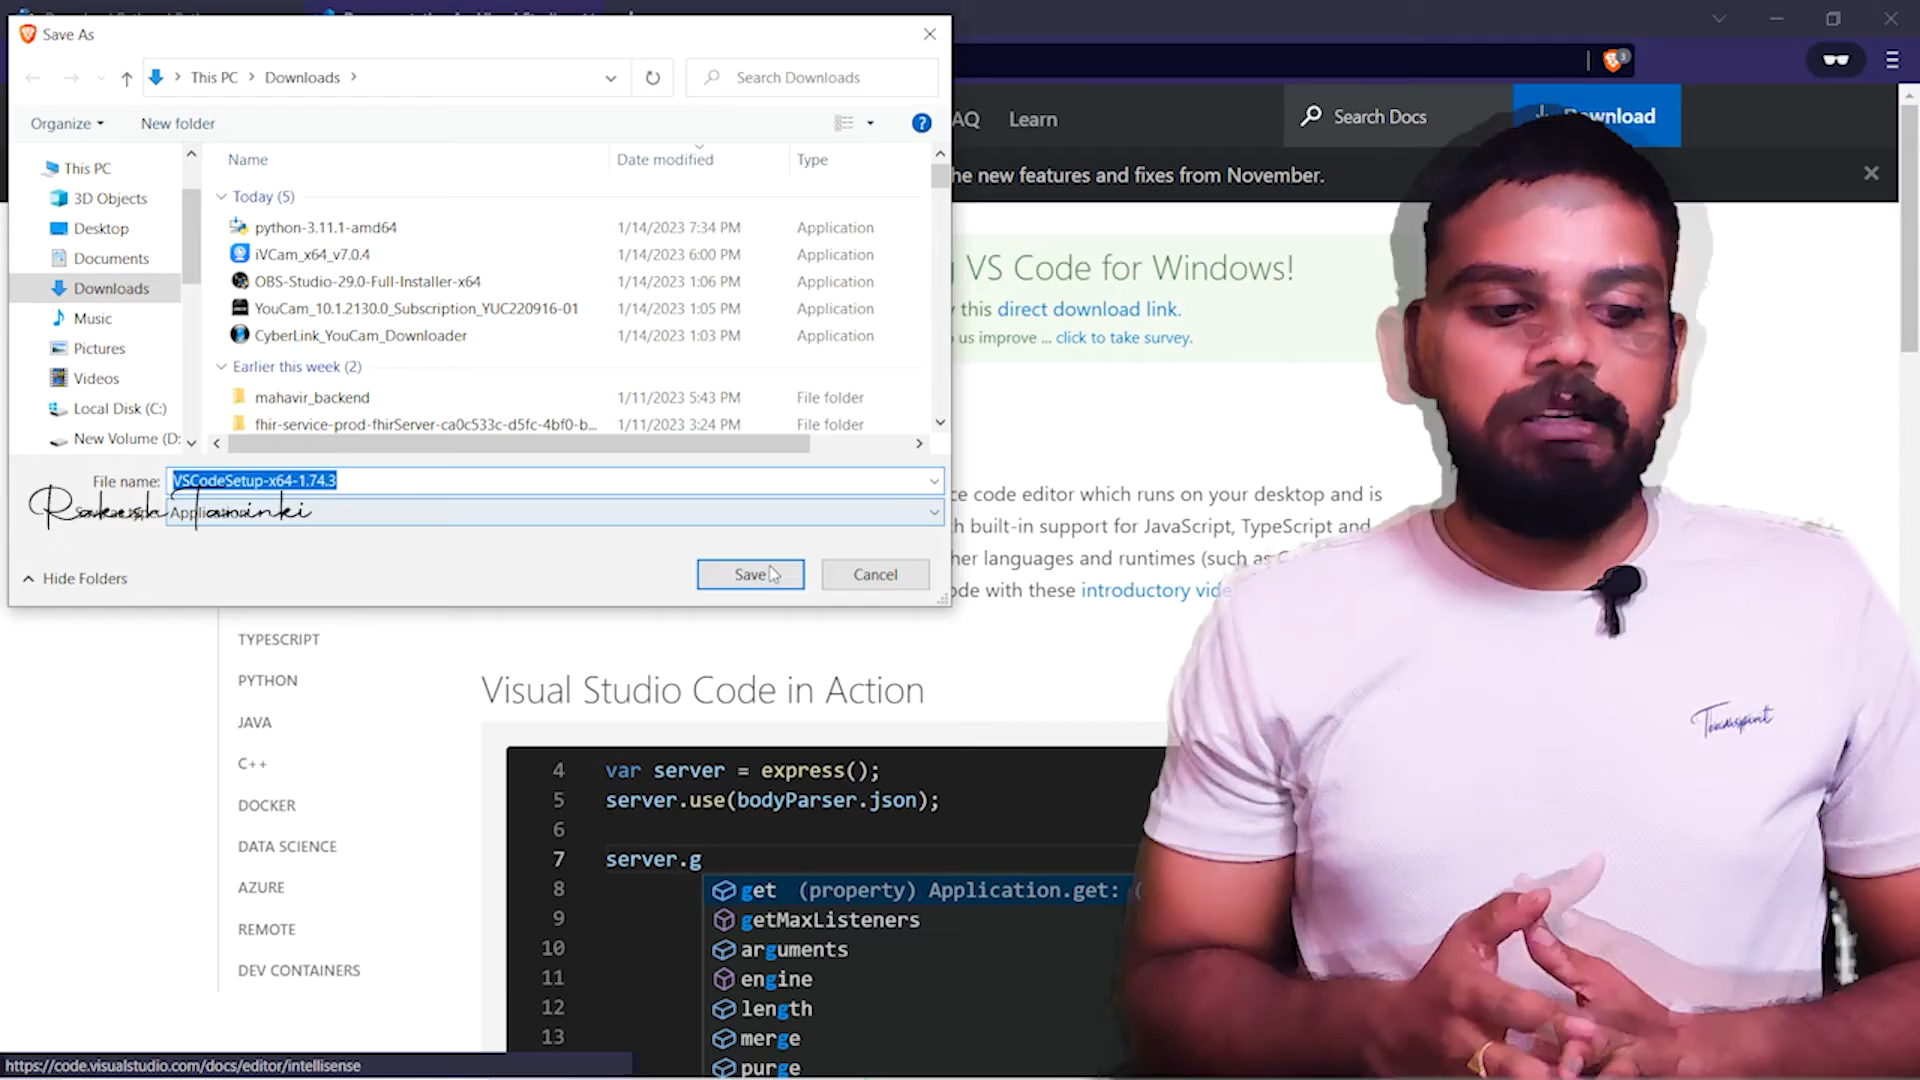 Save As
This PC
Downloads
Search Downloads
Organize
New folder
Name
Date modified
Type
This PC
3D Objects
Desktop
Documents
Downloads
Music
Pictures
Videos
Local Disk (C:)
New Volume (D:
Today (5)
python-3.11.1-amd64 1/14/2023 7:34 PM Application
iVCam_x64_v7.0.4 1/14/2023 6:00 PM Application
OBS-Studio-29.0-Full-Installer-x64 1/14/2023 1:06 PM Application
YouCam_10.1.2130.0_Subscription_YUC220916-01 1/14/2023 1:05 PM Application
CyberLink_YouCam_Downloader 1/14/2023 1:03 PM Application
Earlier this week (2)
mahavir_backend 1/11/2023 5:43 PM File folder
fhir-service-prod-fhirServer-ca0c533c-d5fc-4bf0-b... 1/11/2023 3:24 PM File folder
File name: VSCodeSetup-x64-1.74.3
Application
Rakesh Taninki
Hide Folders
Save
Cancel
3
AQ
Learn
Search Docs
Download
he new features and fixes from November.
VS Code for Windows!
this direct download link.
us improve ... click to take survey.
ce code editor which runs on your desktop and is
h built-in support for JavaScript, TypeScript and
her languages and runtimes (such as
ode with these introductory vide
TYPESCRIPT
PYTHON
JAVA
C++
DOCKER
DATA SCIENCE
AZURE
REMOTE
DEV CONTAINERS
Visual Studio Code in Action
4 var server = express();
5 server.use(bodyParser.json);
6
7 server.g
8 get (property) Application.get: (
9 getMaxListeners
10 arguments
11 engine
12 length
13 merge
purge
https://code.visualstudio.com/docs/editor/intellisense